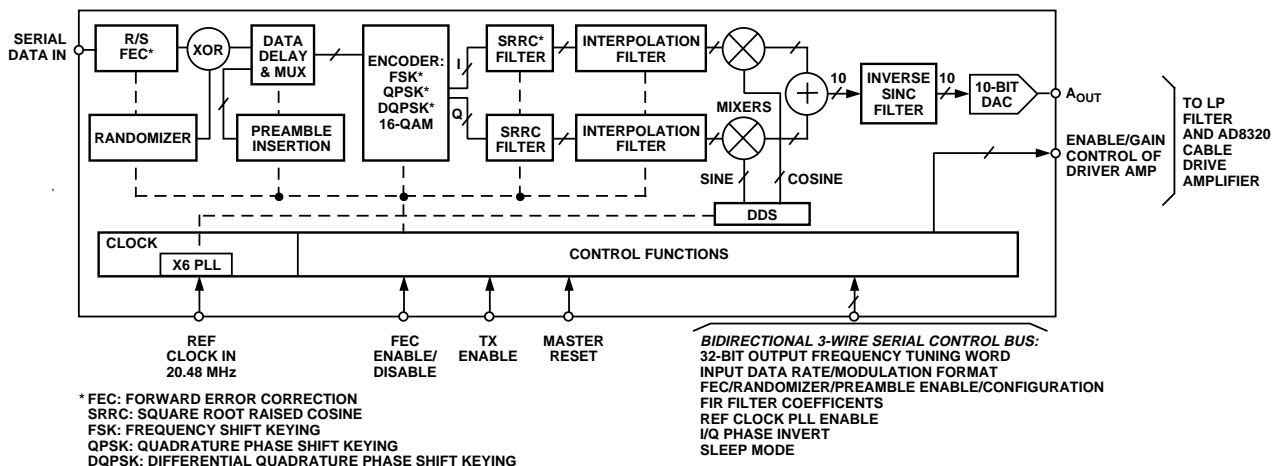 SERIAL
DATA IN
R/S
FEC*
XOR
DATA
DELAY
& MUX
RANDOMIZER
PREAMBLE
INSERTION
ENCODER:
FSK*
QPSK*
DQPSK*
16-QAM
I
Q
SRRC*
FILTER
SRRC
FILTER
INTERPOLATION
FILTER
INTERPOLATION
FILTER
MIXERS
SINE
COSINE
DDS
+
10
INVERSE
SINC
FILTER
10
10-BIT
DAC
AOUT
ENABLE/GAIN
CONTROL OF
DRIVER AMP
TO LP
FILTER
AND AD8320
CABLE
DRIVE
AMPLIFIER
CLOCK
X6 PLL
CONTROL FUNCTIONS
REF
CLOCK IN
20.48 MHz
FEC
ENABLE/
DISABLE
TX
ENABLE
MASTER
RESET
BIDIRECTIONAL 3-WIRE SERIAL CONTROL BUS:
32-BIT OUTPUT FREQUENCY TUNING WORD
INPUT DATA RATE/MODULATION FORMAT
FEC/RANDOMIZER/PREAMBLE ENABLE/CONFIGURATION
FIR FILTER COEFFICENTS
REF CLOCK PLL ENABLE
I/Q PHASE INVERT
SLEEP MODE
* FEC: FORWARD ERROR CORRECTION
SRRC: SQUARE ROOT RAISED COSINE
FSK: FREQUENCY SHIFT KEYING
QPSK: QUADRATURE PHASE SHIFT KEYING
DQPSK: DIFFERENTIAL QUADRATURE PHASE SHIFT KEYING